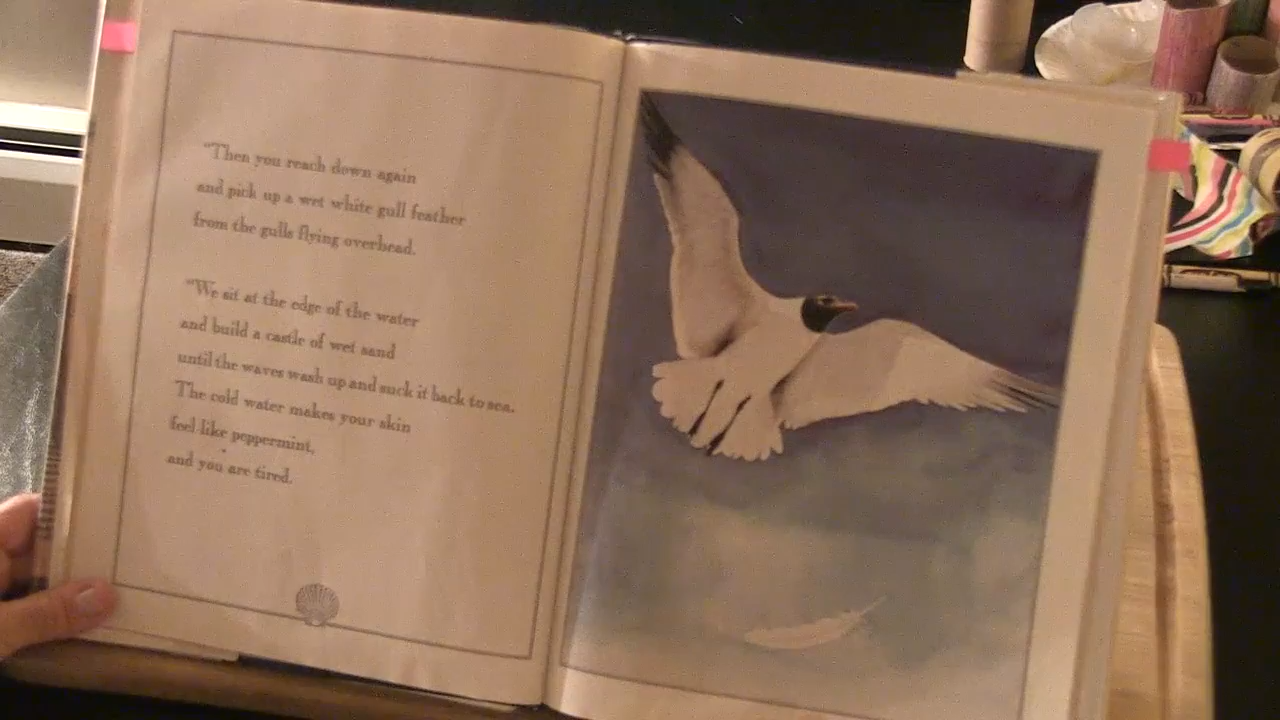 "Then you reach down again
and pick up a wet white gull feather
from the gulls flying overhead.
"We sit at the edge of the water
and build a castle of wet sand
until the waves wash up and suck it back to sea.
The cold water makes your skin
feel like peppermint,
and you are tired.